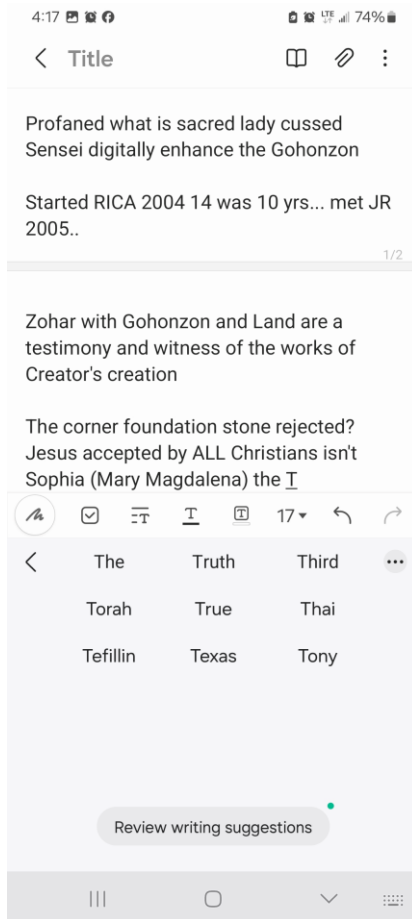 4:17 LTE 74%
Title
Profaned what is sacred lady cussed
Sensei digitally enhance the Gohonzon
Started RICA 2004 14 was 10 yrs... met JR
2005..
1/2
Zohar with Gohonzon and Land are a
testimony and witness of the works of
Creator's creation
The corner foundation stone rejected?
Jesus accepted by ALL Christians isn't
Sophia (Mary Magdalena) the T
T T T 17
The Truth Third
Torah True Thai
Tefillin Texas Tony
Review writing suggestions